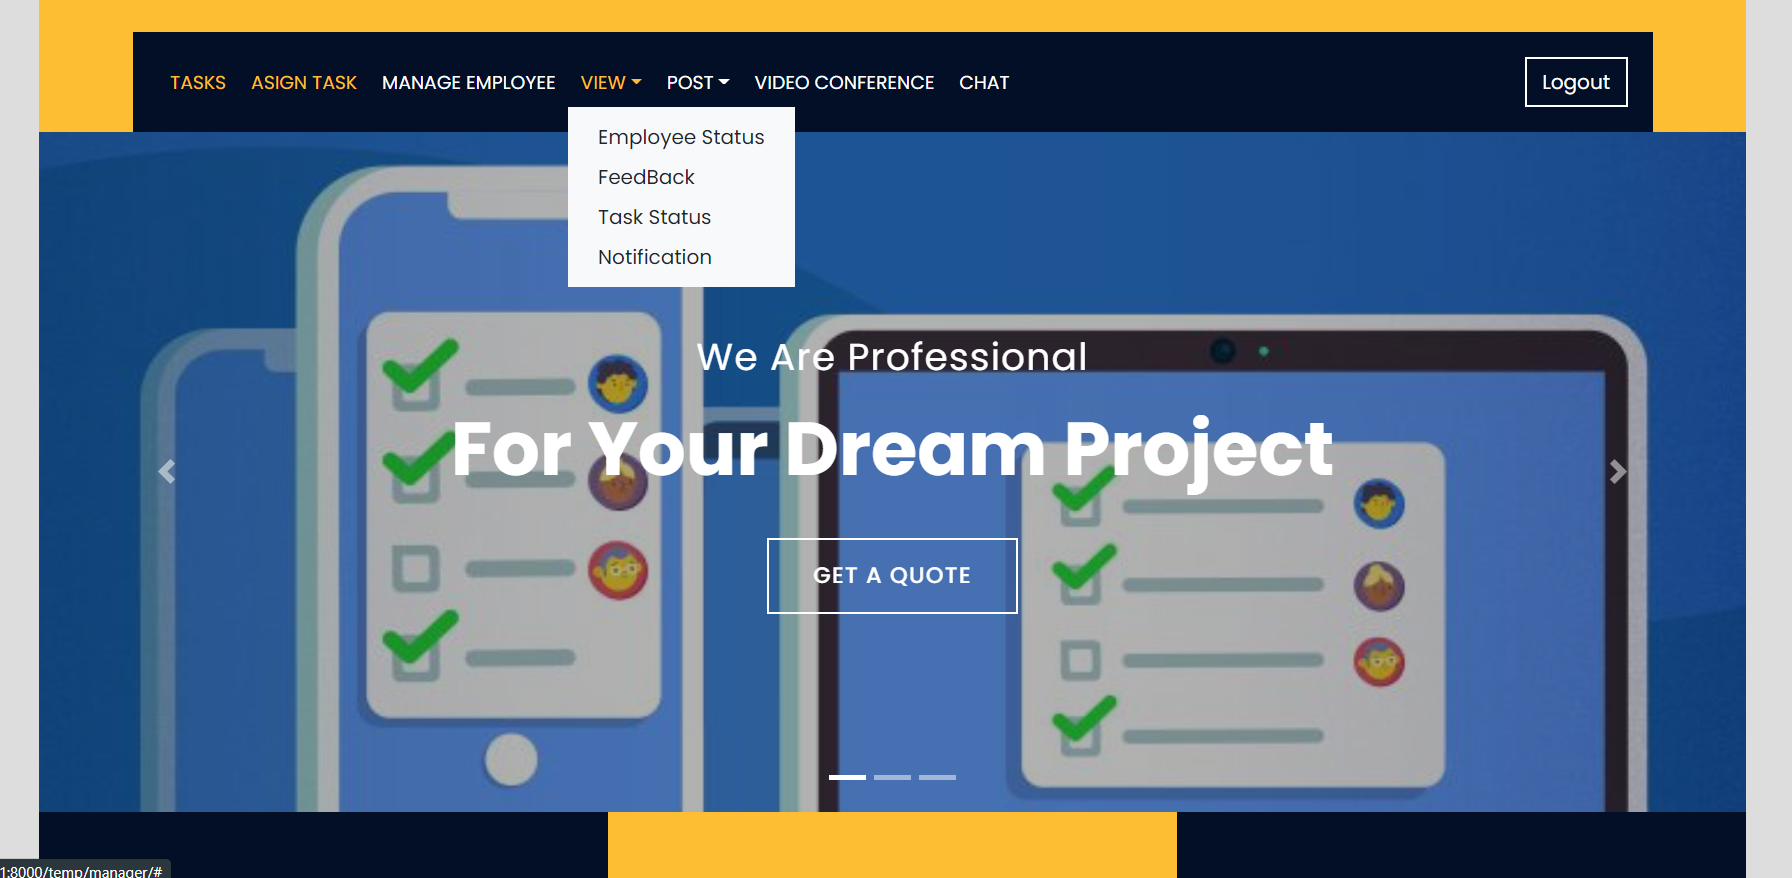 TASKS ASIGN TASK MANAGE EMPLOYEE VIEW POST VIDEO CONFERENCE CHAT Logout
Employee Status
FeedBack
Task Status
Notification
We Are Professional
For Your Dream Project
GET A QUOTE
1:8000/temp/manager/#